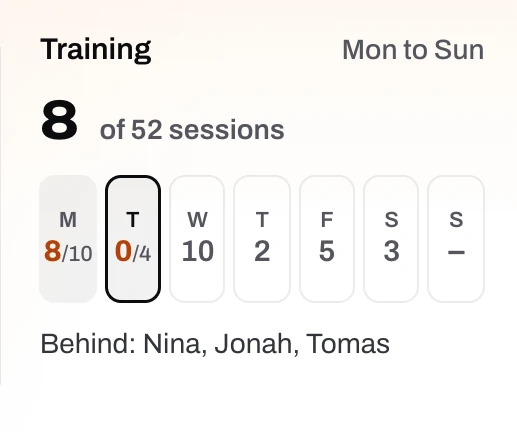 Training Mon to Sun
8 of 52 sessions
M T W T F S S
8/10 0/4 10 2 5 3 –
Behind: Nina, Jonah, Tomas